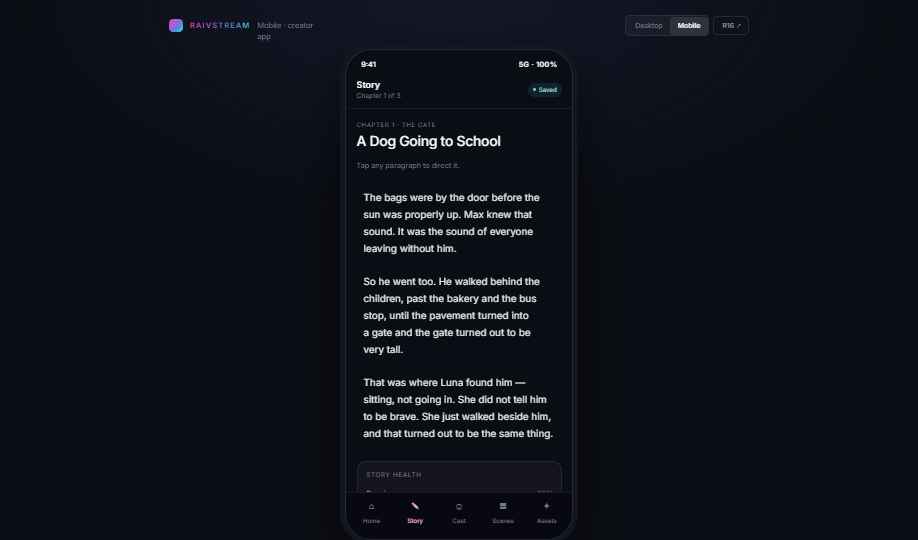 RAIVSTREAM
Mobile · creator
app
Desktop
Mobile
R16 ↗
9:41
5G · 100%
Story
Chapter 1 of 3
Saved
CHAPTER 1 · THE GATE
A Dog Going to School
Tap any paragraph to direct it.
The bags were by the door before the
sun was properly up. Max knew that
sound. It was the sound of everyone
leaving without him.
So he went too. He walked behind the
children, past the bakery and the bus
stop, until the pavement turned into
a gate and the gate turned out to be
very tall.
That was where Luna found him —
sitting, not going in. She did not tell him
to be brave. She just walked beside him,
and that turned out to be the same thing.
STORY HEALTH
Home
Story
Cast
Scenes
Assets